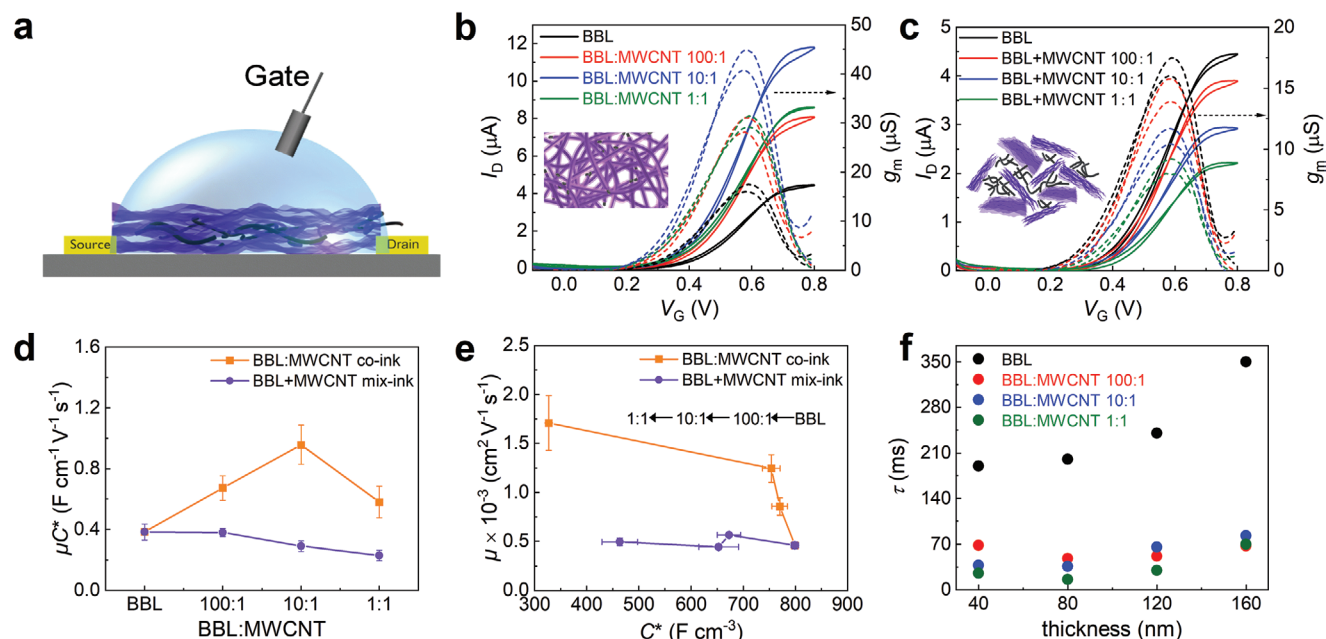 a
Gate
Source
Drain
b
BBL
BBL:MWCNT 100:1
BBL:MWCNT 10:1
BBL:MWCNT 1:1
12
10
8
6
4
2
0
I_D (µA)
50
40
30
20
10
0
g_m (µS)
0.0 0.2 0.4 0.6 0.8
V_G (V)
c
BBL
BBL+MWCNT 100:1
BBL+MWCNT 10:1
BBL+MWCNT 1:1
5
4
3
2
1
0
I_D (µA)
20
15
10
5
0
g_m (µS)
0.0 0.2 0.4 0.6 0.8
V_G (V)
d
BBL:MWCNT co-ink
BBL+MWCNT mix-ink
1.6
1.2
0.8
0.4
0.0
µC* (F cm⁻¹ V⁻¹ s⁻¹)
BBL 100:1 10:1 1:1
BBL:MWCNT
e
BBL:MWCNT co-ink
BBL+MWCNT mix-ink
1:1 ← 10:1 ← 100:1 ← BBL
2.5
2.0
1.5
1.0
0.5
0.0
µ × 10⁻³ (cm² V⁻¹ s⁻¹)
300 400 500 600 700 800 900
C* (F cm⁻³)
f
BBL
BBL:MWCNT 100:1
BBL:MWCNT 10:1
BBL:MWCNT 1:1
350
280
210
140
70
0
τ (ms)
40 80 120 160
thickness (nm)